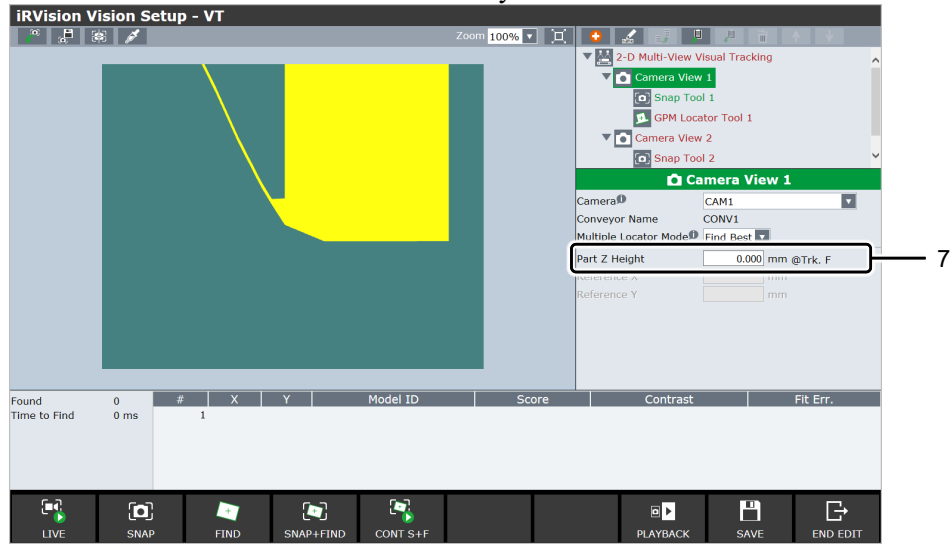 iRVision Vision Setup - VT
Zoom 100%
2-D Multi-View Visual Tracking
Camera View 1
Snap Tool 1
GPM Locator Tool 1
Camera View 2
Snap Tool 2
Camera View 1
Camera CAM1
Conveyor Name CONV1
Multiple Locator Mode Find Best
Part Z Height 0.000 mm @Trk. F
7
Reference X mm
Reference Y mm
Found 0
Time to Find 0 ms
# X Y Model ID Score Contrast Fit Err.
1
LIVE SNAP FIND SNAP+FIND CONT S+F PLAYBACK SAVE END EDIT